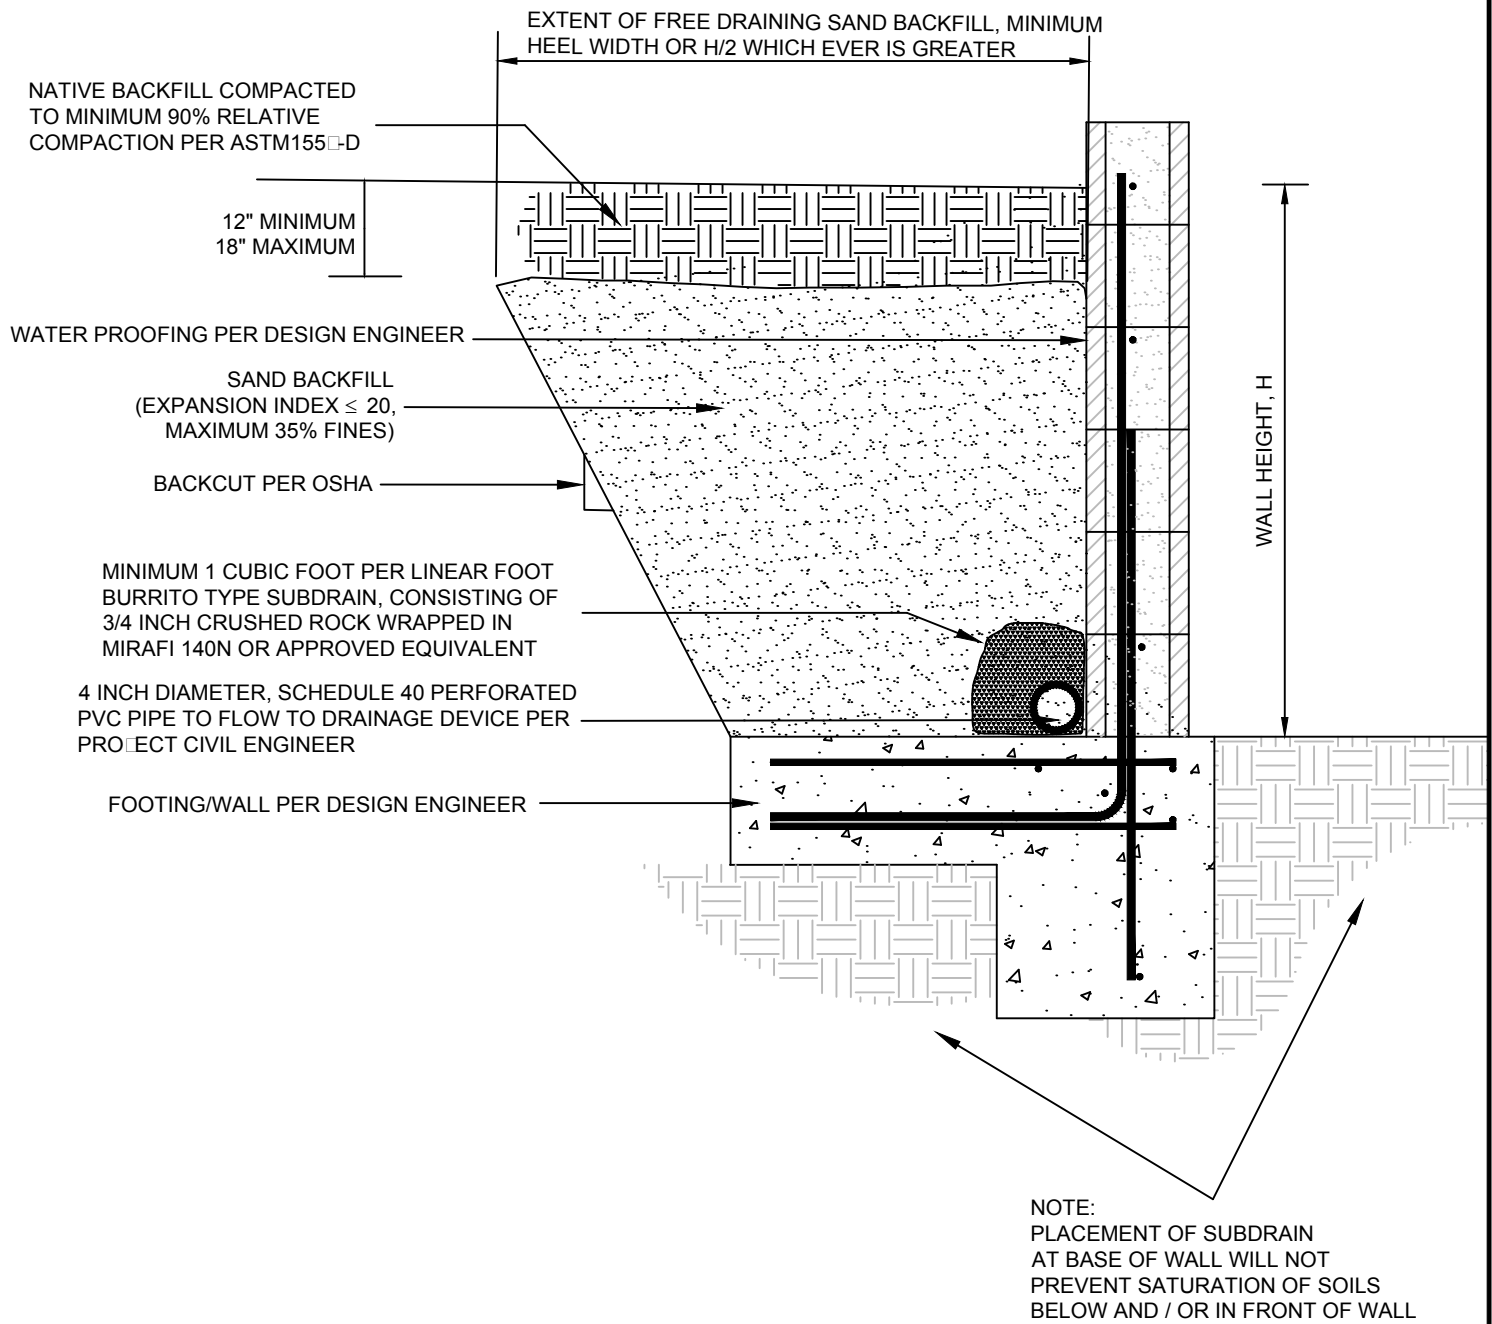 EXTENT OF FREE DRAINING SAND BACKFILL, MINIMUM
HEEL WIDTH OR H/2 WHICH EVER IS GREATER
NATIVE BACKFILL COMPACTED
TO MINIMUM 90% RELATIVE
COMPACTION PER ASTM155□-D
12" MINIMUM
18" MAXIMUM
WATER PROOFING PER DESIGN ENGINEER
SAND BACKFILL
(EXPANSION INDEX ≤ 20,
MAXIMUM 35% FINES)
BACKCUT PER OSHA
WALL HEIGHT, H
MINIMUM 1 CUBIC FOOT PER LINEAR FOOT
BURRITO TYPE SUBDRAIN, CONSISTING OF
3/4 INCH CRUSHED ROCK WRAPPED IN
MIRAFI 140N OR APPROVED EQUIVALENT
4 INCH DIAMETER, SCHEDULE 40 PERFORATED
PVC PIPE TO FLOW TO DRAINAGE DEVICE PER
PRO□ECT CIVIL ENGINEER
FOOTING/WALL PER DESIGN ENGINEER
NOTE:
PLACEMENT OF SUBDRAIN
AT BASE OF WALL WILL NOT
PREVENT SATURATION OF SOILS
BELOW AND / OR IN FRONT OF WALL